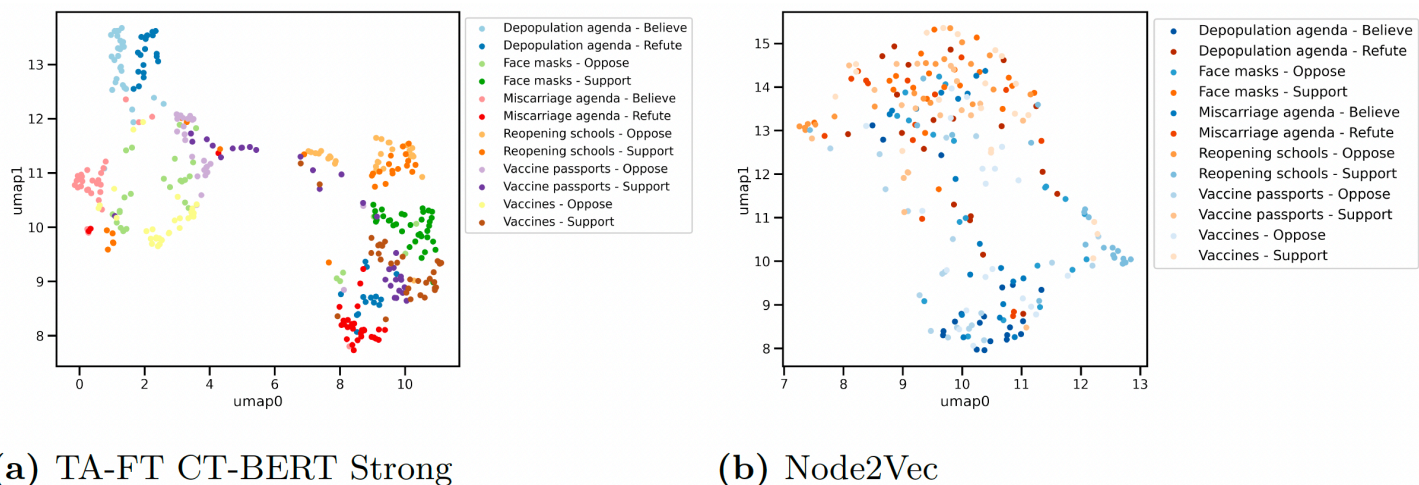 13
12
11
10
9
8
umap1
0
2
4
6
8
10
umap0
Depopulation agenda - Believe
Depopulation agenda - Refute
Face masks - Oppose
Face masks - Support
Miscarriage agenda - Believe
Miscarriage agenda - Refute
Reopening schools - Oppose
Reopening schools - Support
Vaccine passports - Oppose
Vaccine passports - Support
Vaccines - Oppose
Vaccines - Support
15
14
13
12
11
10
9
8
umap1
7
8
9
10
11
12
13
umap0
Depopulation agenda - Believe
Depopulation agenda - Refute
Face masks - Oppose
Face masks - Support
Miscarriage agenda - Believe
Miscarriage agenda - Refute
Reopening schools - Oppose
Reopening schools - Support
Vaccine passports - Oppose
Vaccine passports - Support
Vaccines - Oppose
Vaccines - Support
(a) TA-FT CT-BERT Strong
(b) Node2Vec